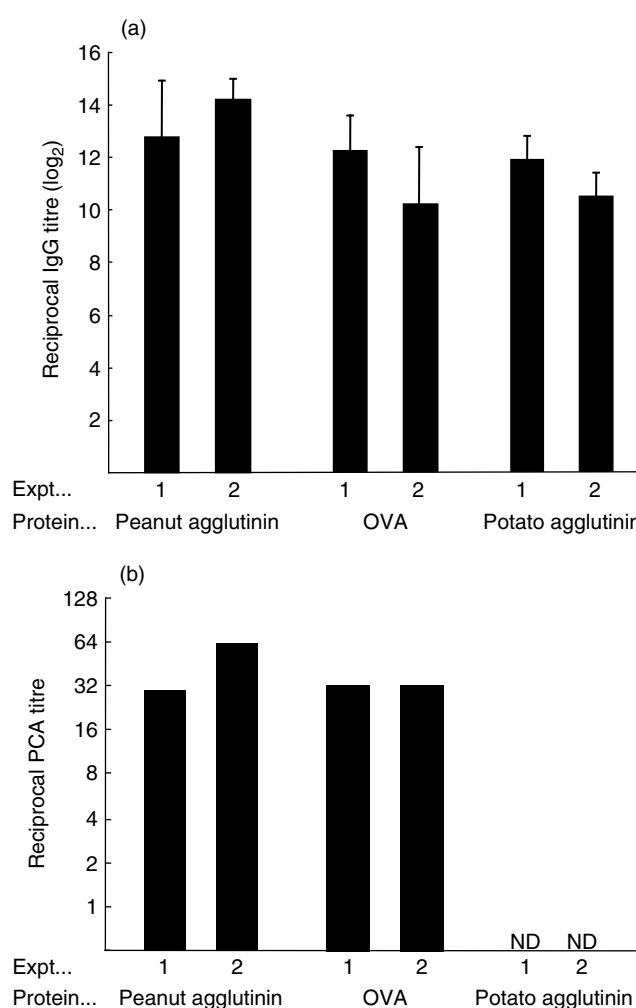 (a)
Reciprocal IgG titre (log2)
16
14
12
10
8
6
4
2
Expt... 1 2 1 2 1 2
Protein... Peanut agglutinin OVA Potato agglutinin
(b)
Reciprocal PCA titre
128
64
32
16
8
4
2
1
ND ND
Expt... 1 2 1 2 1 2
Protein... Peanut agglutinin OVA Potato agglutinin